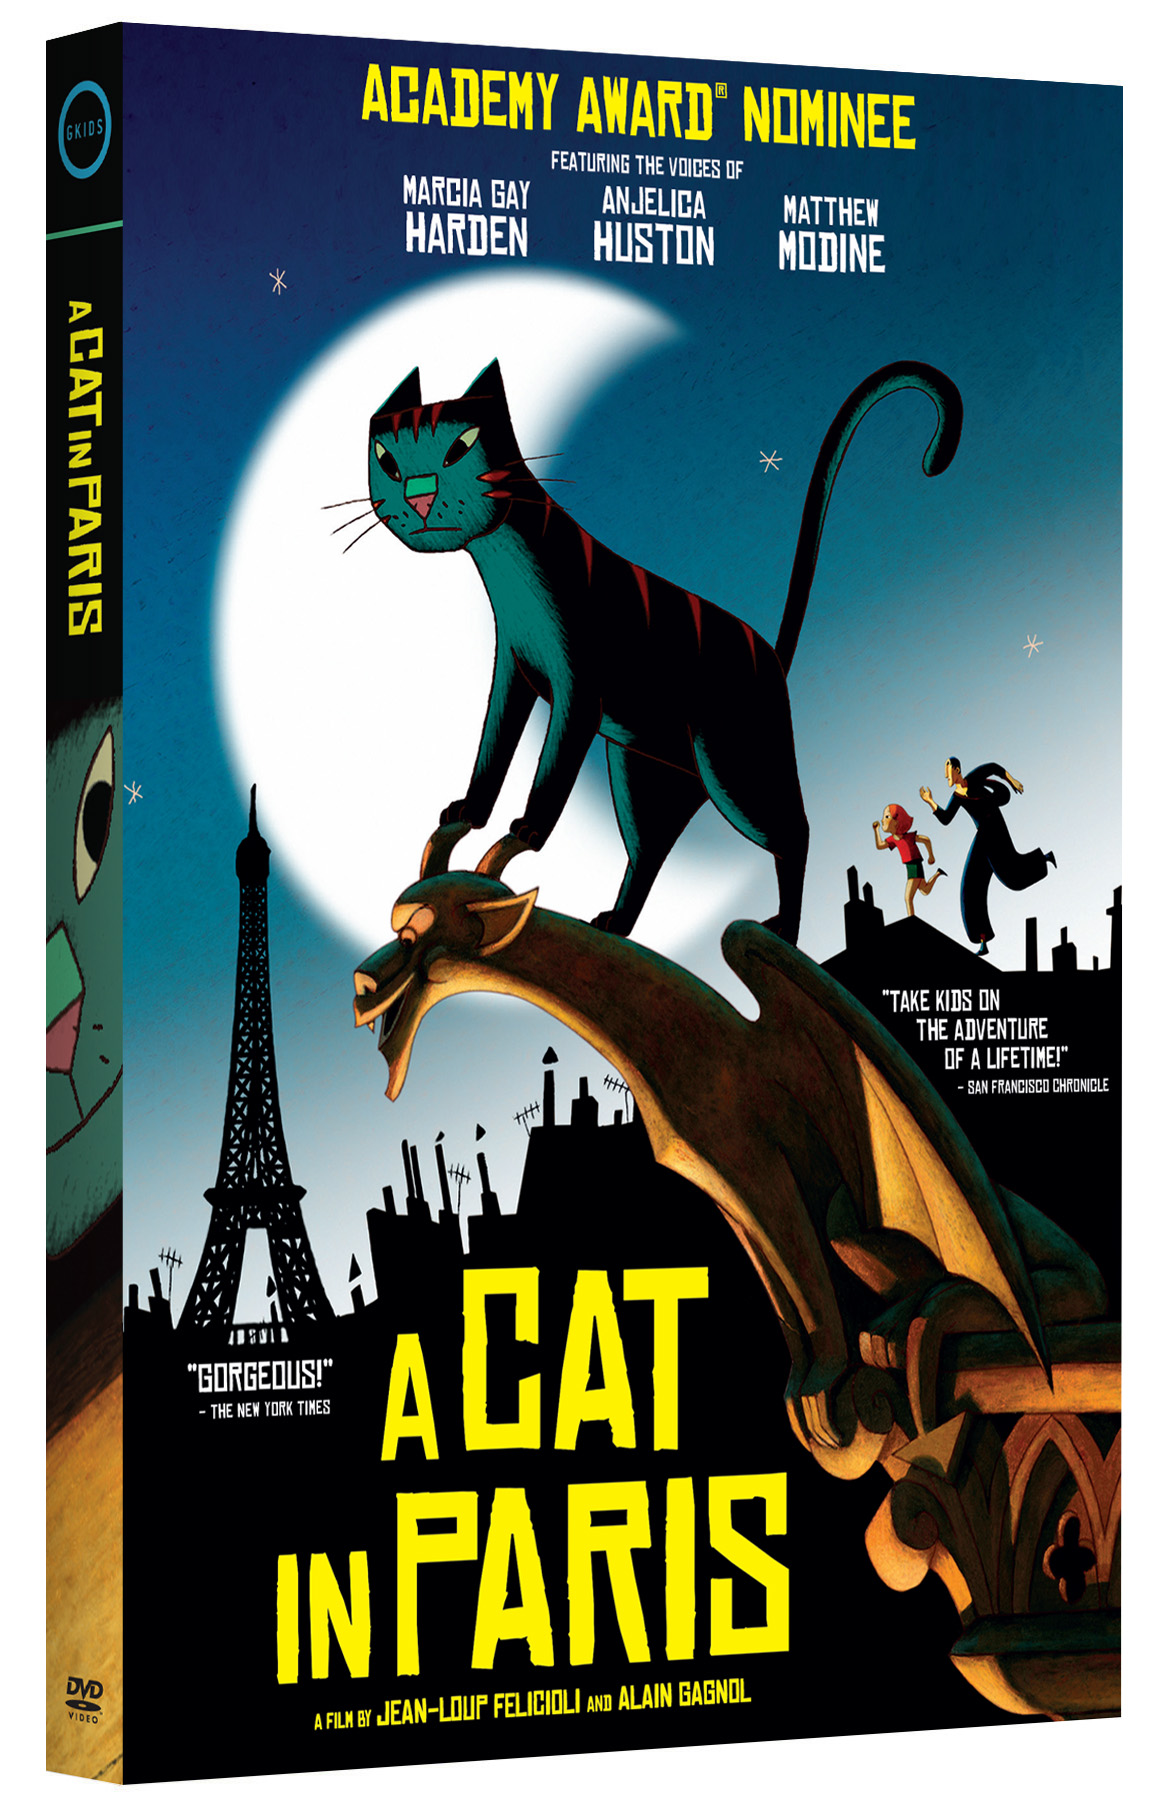 GKIDS
A CAT IN PARIS
DVD
VIDEO
ACADEMY AWARD® NOMINEE
FEATURING THE VOICES OF
MARCIA GAY
HARDEN
ANJELICA
HUSTON
MATTHEW
MODINE
"TAKE KIDS ON
THE ADVENTURE
OF A LIFETIME!"
- SAN FRANCISCO CHRONICLE
"GORGEOUS!"
- THE NEW YORK TIMES
A CAT
IN PARIS
A FILM BY JEAN-LOUP FELICIOLI AND ALAIN GAGNOL